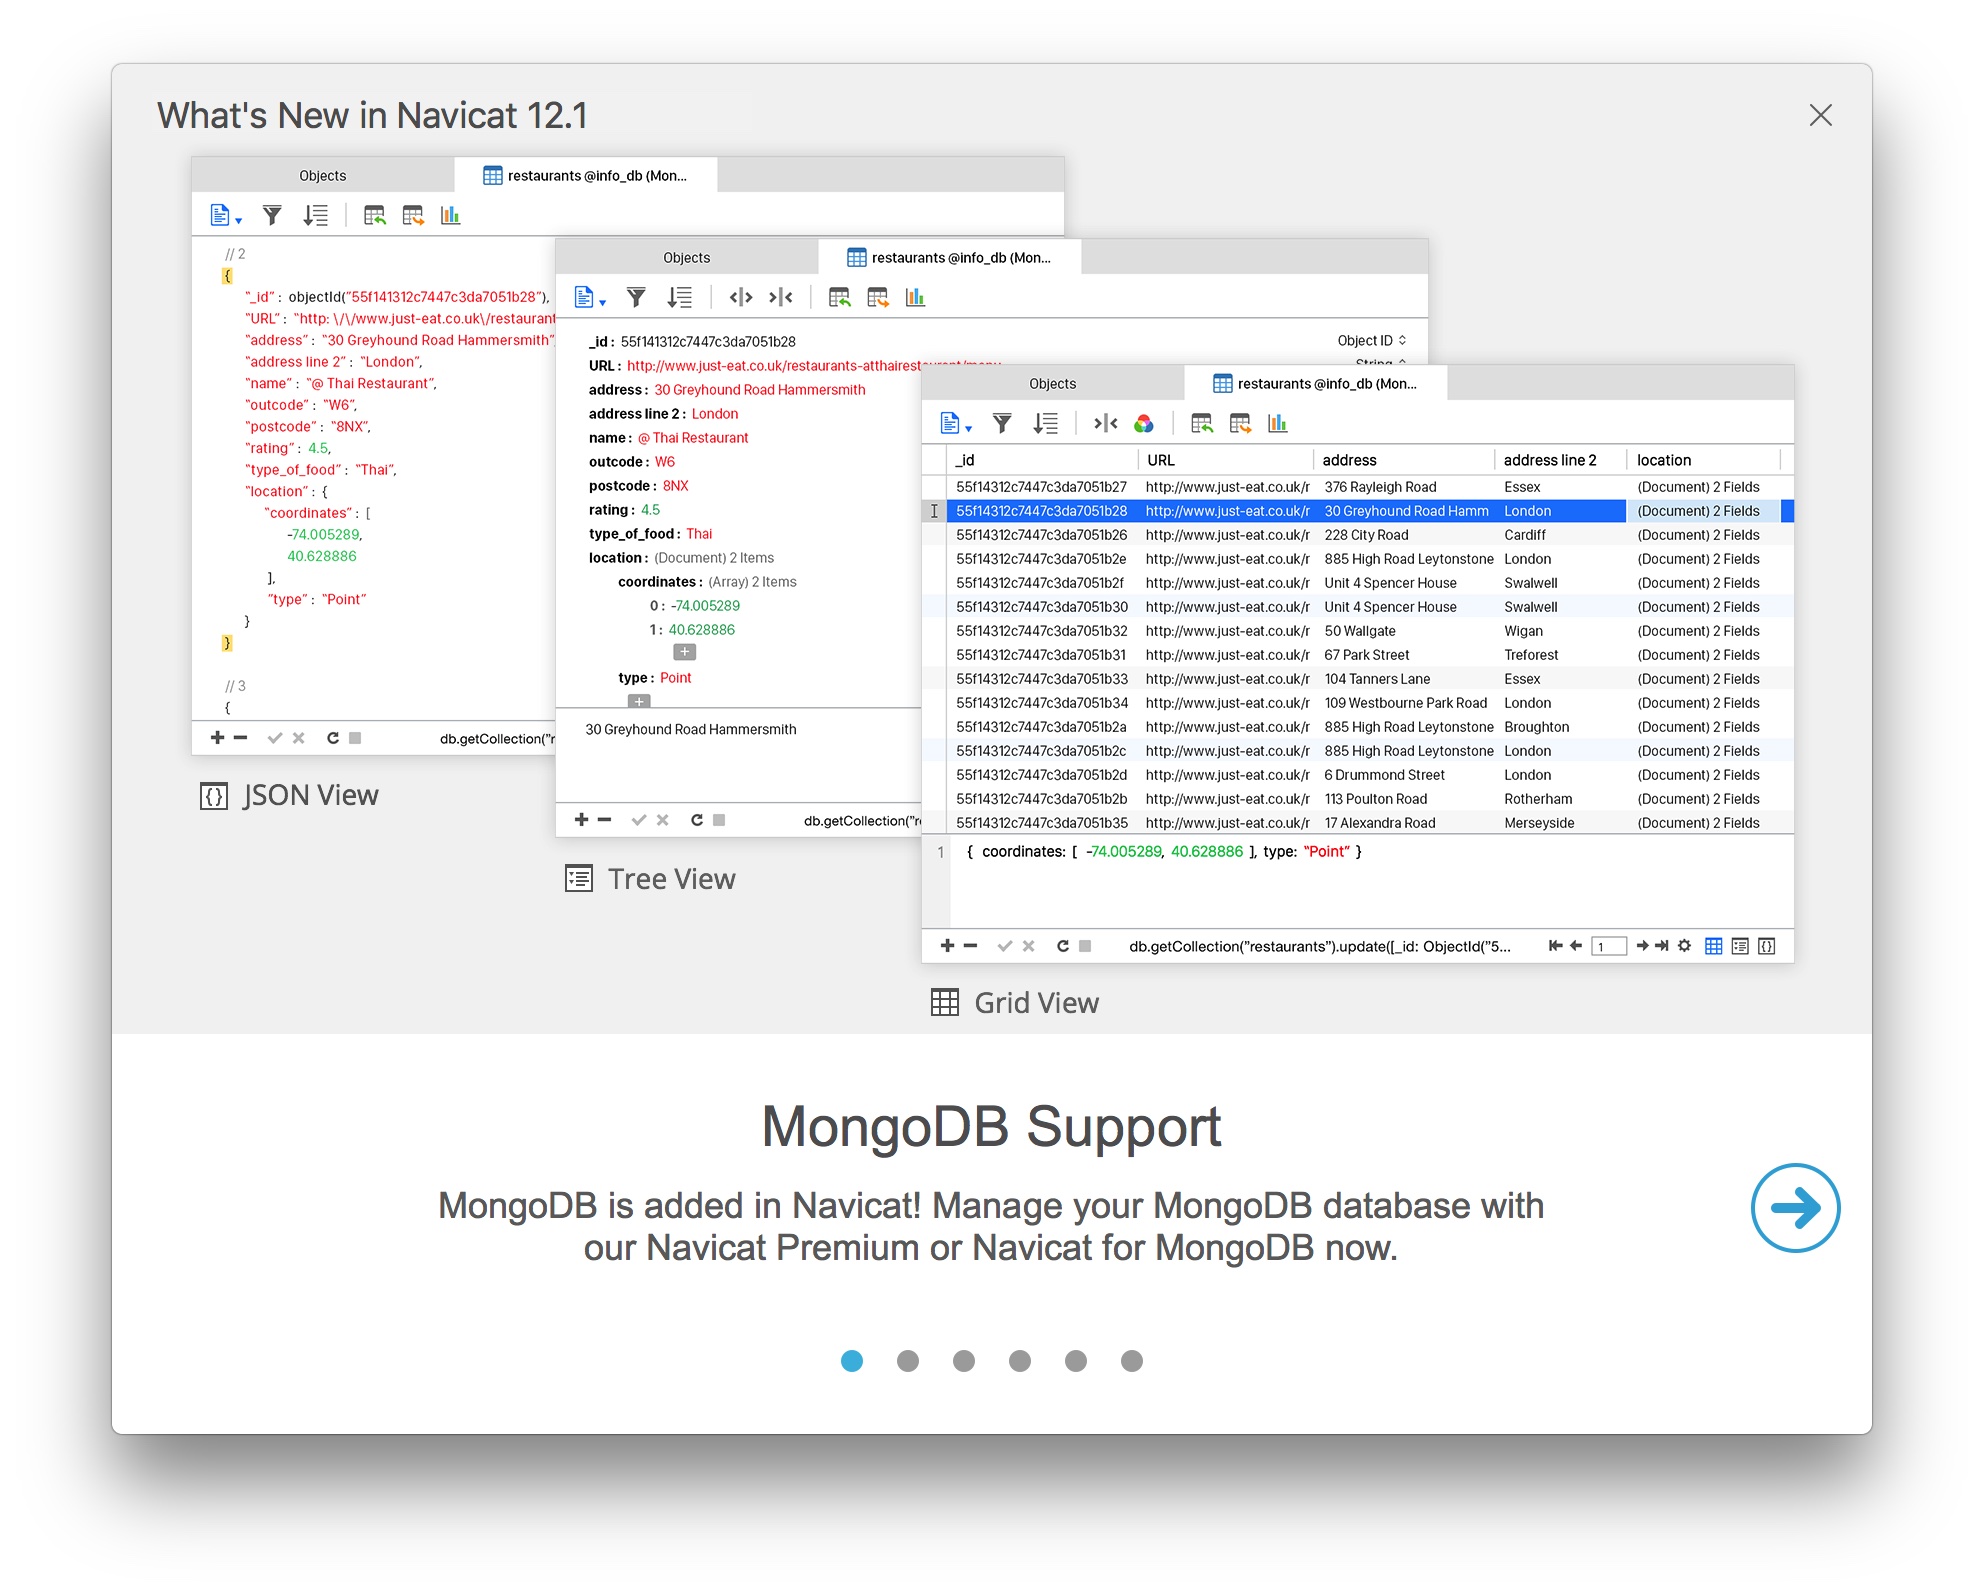 What's New in Navicat 12.1
Objects
restaurants @info_db (Mon...
// 2
{
"_id" : objectId("55f141312c7447c3da7051b28"),
"URL" : "http: \/\/www.just-eat.co.uk\/restaurant
"address" : "30 Greyhound Road Hammersmith"
"address line 2" : "London",
"name" : "@ Thai Restaurant",
"outcode" : "W6",
"postcode" : "8NX",
"rating" : 4.5,
"type_of_food" : "Thai",
"location" : {
"coordinates" : [
-74.005289,
40.628886
],
"type" : "Point"
}
}
// 3
{
db.getCollection("r
{} JSON View
Objects
restaurants @info_db (Mon...
_id : 55f141312c7447c3da7051b28 Object ID
URL : http://www.just-eat.co.uk/restaurants-atthairestaurant/menu String
address : 30 Greyhound Road Hammersmith
address line 2 : London
name : @ Thai Restaurant
outcode : W6
postcode : 8NX
rating : 4.5
type_of_food : Thai
location : (Document) 2 Items
coordinates : (Array) 2 Items
0 : -74.005289
1 : 40.628886
type : Point
30 Greyhound Road Hammersmith
db.getCollection("r
Tree View
Objects
restaurants @info_db (Mon...
_id URL address address line 2 location
55f14312c7447c3da7051b27 http://www.just-eat.co.uk/r 376 Rayleigh Road Essex (Document) 2 Fields
55f14312c7447c3da7051b28 http://www.just-eat.co.uk/r 30 Greyhound Road Hamm London (Document) 2 Fields
55f14312c7447c3da7051b26 http://www.just-eat.co.uk/r 228 City Road Cardiff (Document) 2 Fields
55f14312c7447c3da7051b2e http://www.just-eat.co.uk/r 885 High Road Leytonstone London (Document) 2 Fields
55f14312c7447c3da7051b2f http://www.just-eat.co.uk/r Unit 4 Spencer House Swalwell (Document) 2 Fields
55f14312c7447c3da7051b30 http://www.just-eat.co.uk/r Unit 4 Spencer House Swalwell (Document) 2 Fields
55f14312c7447c3da7051b32 http://www.just-eat.co.uk/r 50 Wallgate Wigan (Document) 2 Fields
55f14312c7447c3da7051b31 http://www.just-eat.co.uk/r 67 Park Street Treforest (Document) 2 Fields
55f14312c7447c3da7051b33 http://www.just-eat.co.uk/r 104 Tanners Lane Essex (Document) 2 Fields
55f14312c7447c3da7051b34 http://www.just-eat.co.uk/r 109 Westbourne Park Road London (Document) 2 Fields
55f14312c7447c3da7051b2a http://www.just-eat.co.uk/r 885 High Road Leytonstone Broughton (Document) 2 Fields
55f14312c7447c3da7051b2c http://www.just-eat.co.uk/r 885 High Road Leytonstone London (Document) 2 Fields
55f14312c7447c3da7051b2d http://www.just-eat.co.uk/r 6 Drummond Street London (Document) 2 Fields
55f14312c7447c3da7051b2b http://www.just-eat.co.uk/r 113 Poulton Road Rotherham (Document) 2 Fields
55f14312c7447c3da7051b35 http://www.just-eat.co.uk/r 17 Alexandra Road Merseyside (Document) 2 Fields
1 { coordinates: [ -74.005289, 40.628886 ], type: "Point" }
db.getCollection("restaurants").update([_id: ObjectId("5... 1
Grid View
MongoDB Support
MongoDB is added in Navicat! Manage your MongoDB database with
our Navicat Premium or Navicat for MongoDB now.